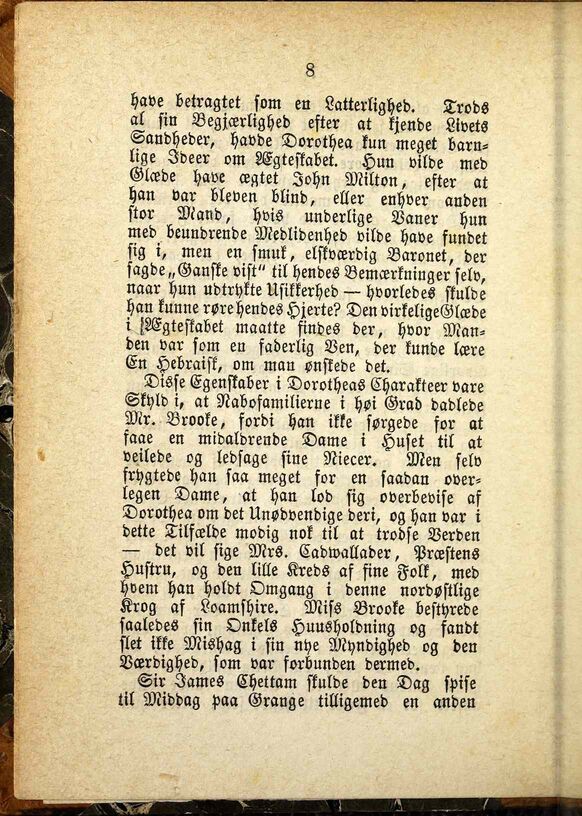 8
have betragtet som en Latterlighed. Trods
al sin Begjærlighed efter at kjende Livets
Sandheder, havde Dorothea kun meget barn-
lige Ideer om Ægteskabet. Hun vilde med
Glæde have ægtet John Milton, efter at
han var bleven blind, eller enhver anden
stor Mand, hvis underlige Vaner hun
med beundrende Medlidenhed vilde have fundet
sig i, men en smuk, elskværdig Baronet, der
sagde „Ganske vist“ til hendes Bemærkninger selv,
naar hun udtrykte Usikkerhed — hvorledes skulde
han kunne røre hendes Hjerte? Den virkelige Glæde
i Ægteskabet maatte findes der, hvor Man-
den var som en faderlig Ven, der kunde lære
En Hebraisk, om man ønskede det.
Disse Egenskaber i Dorotheas Charakteer vare
Skyld i, at Nabofamilierne i høi Grad dadlede
Mr. Brooke, fordi han ikke sørgede for at
faae en midaldrende Dame i Huset til at
veilede og ledsage sine Niecer. Men selv
frygtede han saa meget for en saadan over-
legen Dame, at han lod sig overbevise af
Dorothea om det Unødvendige deri, og han var i
dette Tilfælde modig nok til at trodse Verden
— det vil sige Mrs. Cadwallader, Præstens
Hustru, og den lille Kreds af fine Folk, med
hvem han holdt Omgang i denne nordøstlige
Krog af Loamshire. Miss Brooke bestyrede
saaledes sin Onkels Huusholdning og fandt
slet ikke Mishag i sin nye Myndighed og den
Værdighed, som var forbunden dermed.
Sir James Chettam skulde den Dag spise
til Middag paa Grange tilligemed en anden